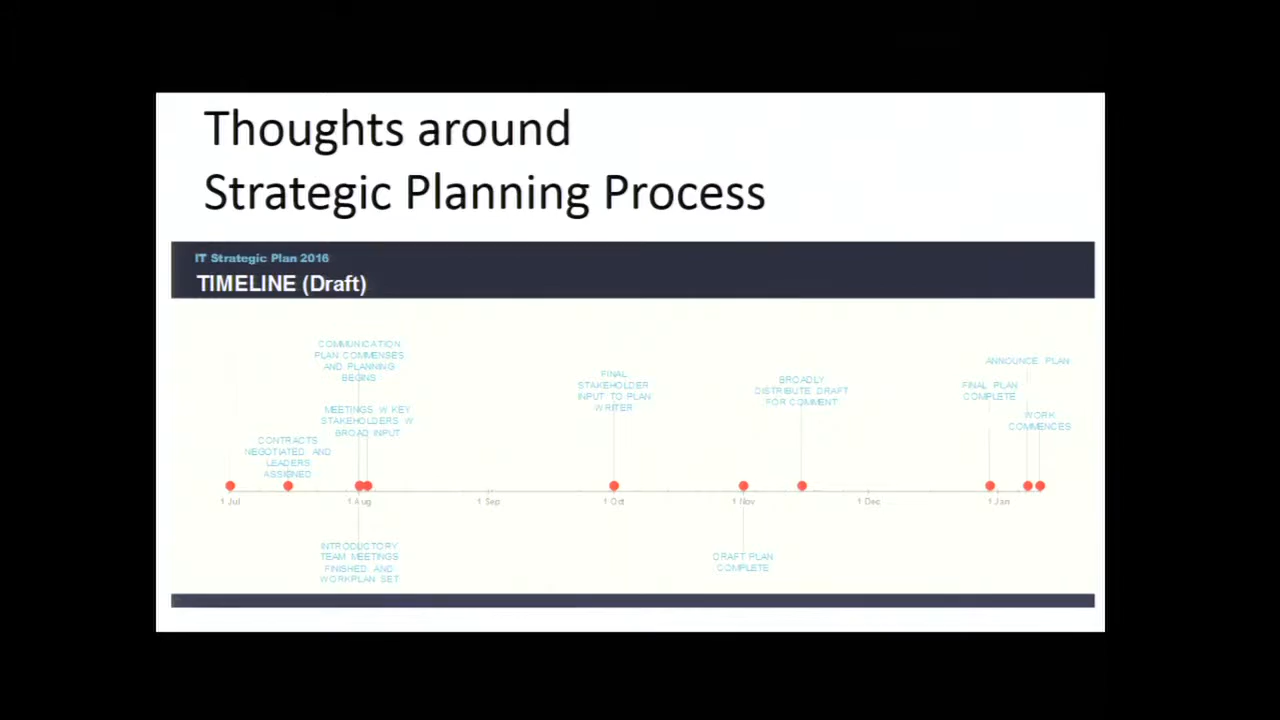 Thoughts around
Strategic Planning Process
IT Strategic Plan 2016
TIMELINE (Draft)
COMMUNICATION
PLAN COMMENSES
AND PLANNING
BEGINS
MEETINGS W KEY
STAKEHOLDERS W
BROAD INPUT
CONTRACTS
NEGOTIATED AND
LEADERS
ASSIGNED
FINAL
STAKEHOLDER
INPUT TO PLAN
WRITER
BROADLY
DISTRIBUTE DRAFT
FOR COMMENT
ANNOUNCE PLAN
FINAL PLAN
COMPLETE
WORK
COMMENCES
1 Jul 1 Aug 1 Sep 1 Oct 1 Nov 1 Dec 1 Jan
INTRODUCTORY
TEAM MEETINGS
FINISHED AND
WORKPLAN SET
DRAFT PLAN
COMPLETE